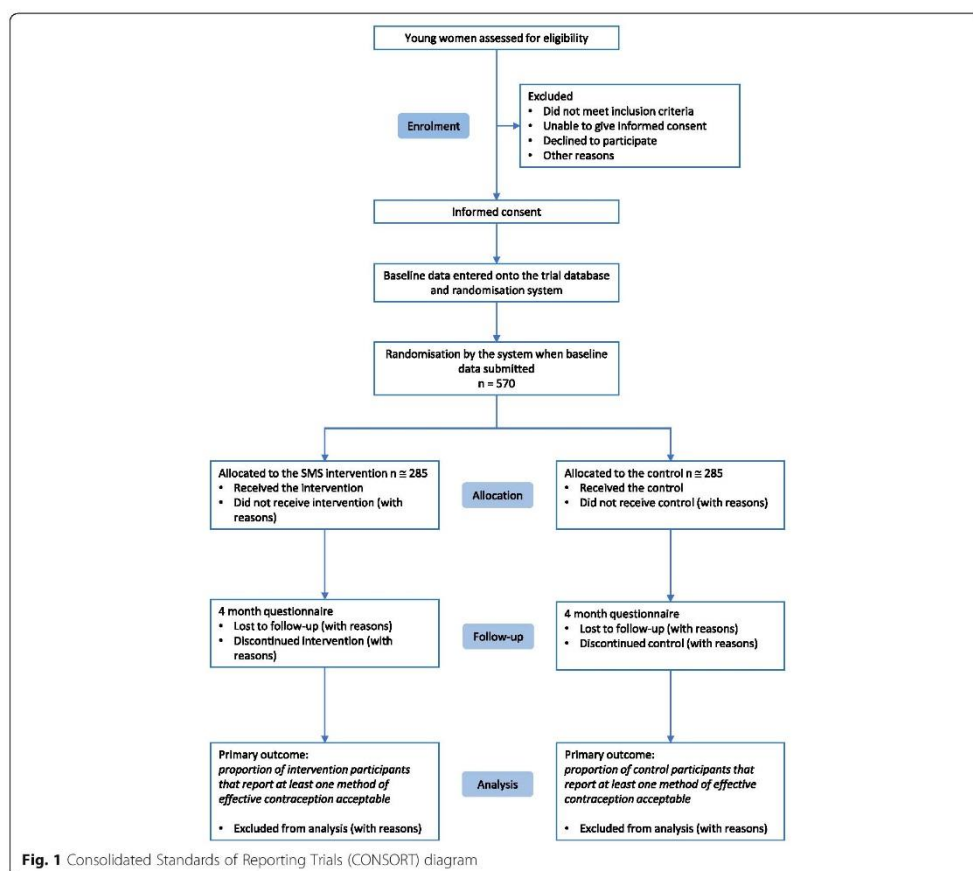 Young women assessed for eligibility
Excluded
• Did not meet inclusion criteria
• Unable to give informed consent
• Declined to participate
• Other reasons
Enrolment
Informed consent
Baseline data entered onto the trial database
and randomisation system
Randomisation by the system when baseline
data submitted
n = 570
Allocated to the SMS intervention n ≅ 285
• Received the intervention
• Did not receive intervention (with
reasons)
Allocation
Allocated to the control n ≅ 285
• Received the control
• Did not receive control (with reasons)
4 month questionnaire
• Lost to follow-up (with reasons)
• Discontinued intervention (with
reasons)
Follow-up
4 month questionnaire
• Lost to follow-up (with reasons)
• Discontinued control (with reasons)
Primary outcome:
proportion of intervention participants
that report at least one method of
effective contraception acceptable
• Excluded from analysis (with reasons)
Analysis
Primary outcome:
proportion of control participants that
report at least one method of effective
contraception acceptable
• Excluded from analysis (with reasons)
Fig. 1 Consolidated Standards of Reporting Trials (CONSORT) diagram